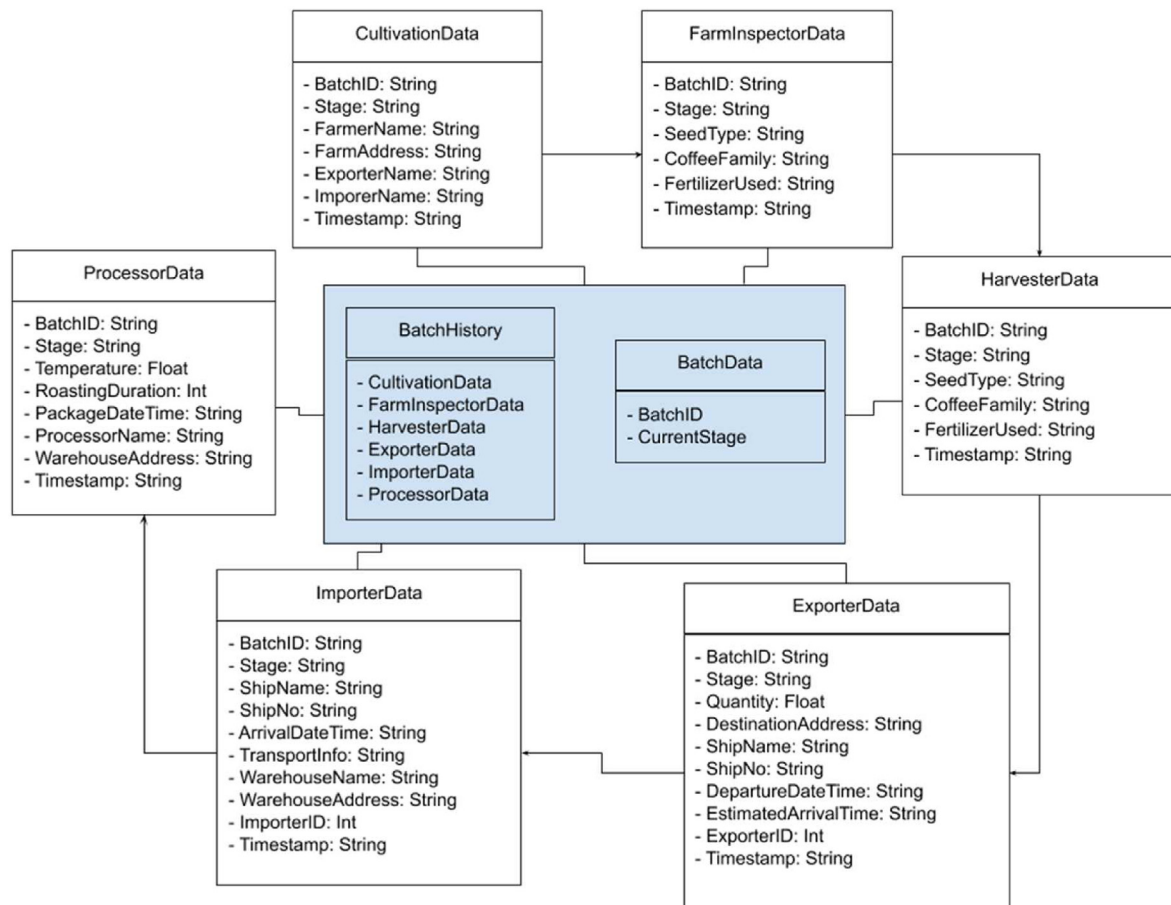 CultivationData
- BatchID: String
- Stage: String
- FarmerName: String
- FarmAddress: String
- ExporterName: String
- ImporerName: String
- Timestamp: String
FarmInspectorData
- BatchID: String
- Stage: String
- SeedType: String
- CoffeeFamily: String
- FertilizerUsed: String
- Timestamp: String
ProcessorData
- BatchID: String
- Stage: String
- Temperature: Float
- RoastingDuration: Int
- PackageDateTime: String
- ProcessorName: String
- WarehouseAddress: String
- Timestamp: String
BatchHistory
- CultivationData
- FarmInspectorData
- HarvesterData
- ExporterData
- ImporterData
- ProcessorData
BatchData
- BatchID
- CurrentStage
HarvesterData
- BatchID: String
- Stage: String
- SeedType: String
- CoffeeFamily: String
- FertilizerUsed: String
- Timestamp: String
ImporterData
- BatchID: String
- Stage: String
- ShipName: String
- ShipNo: String
- ArrivalDateTime: String
- TransportInfo: String
- WarehouseName: String
- WarehouseAddress: String
- ImporterID: Int
- Timestamp: String
ExporterData
- BatchID: String
- Stage: String
- Quantity: Float
- DestinationAddress: String
- ShipName: String
- ShipNo: String
- DepartureDateTime: String
- EstimatedArrivalTime: String
- ExporterID: Int
- Timestamp: String